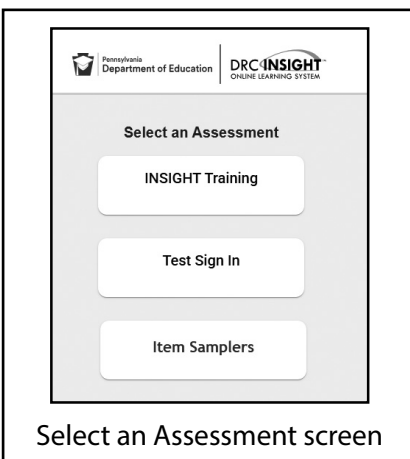 Pennsylvania
Department of Education
DRC INSIGHT™
ONLINE LEARNING SYSTEM
Select an Assessment
INSIGHT Training
Test Sign In
Item Samplers
Select an Assessment screen